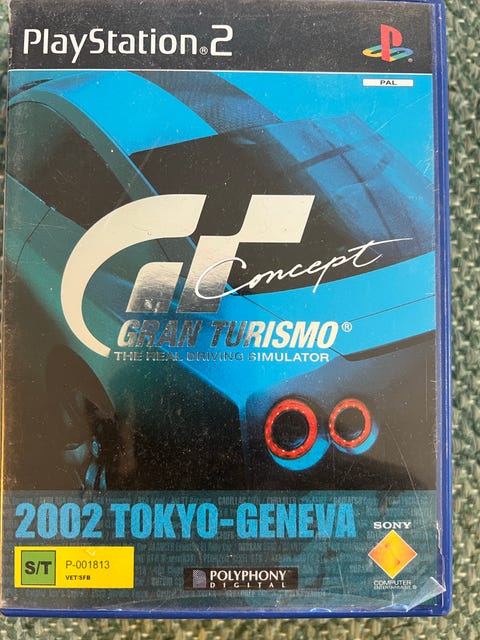 PlayStation®2
PAL
GT
Concept
GRAN TURISMO®
THE REAL DRIVING SIMULATOR
2002 TOKYO-GENEVA
SONY
S/T
P-001813
VET/SFB
POLYPHONY
DIGITAL
COMPUTER
ENTERTAINMENT®